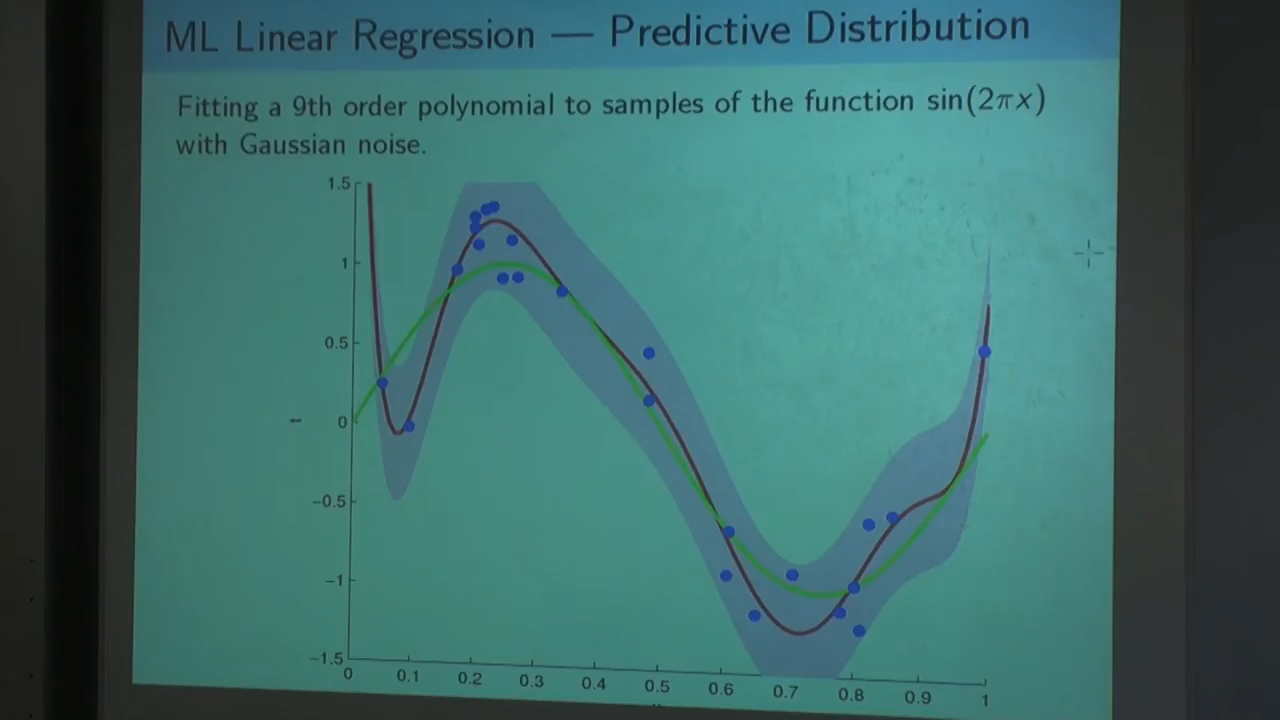 ML Linear Regression — Predictive Distribution
Fitting a 9th order polynomial to samples of the function sin(2πx)
with Gaussian noise.
1.5
1
0.5
0
t
−0.5
−1
−1.5
0 0.1 0.2 0.3 0.4 0.5 0.6 0.7 0.8 0.9 1